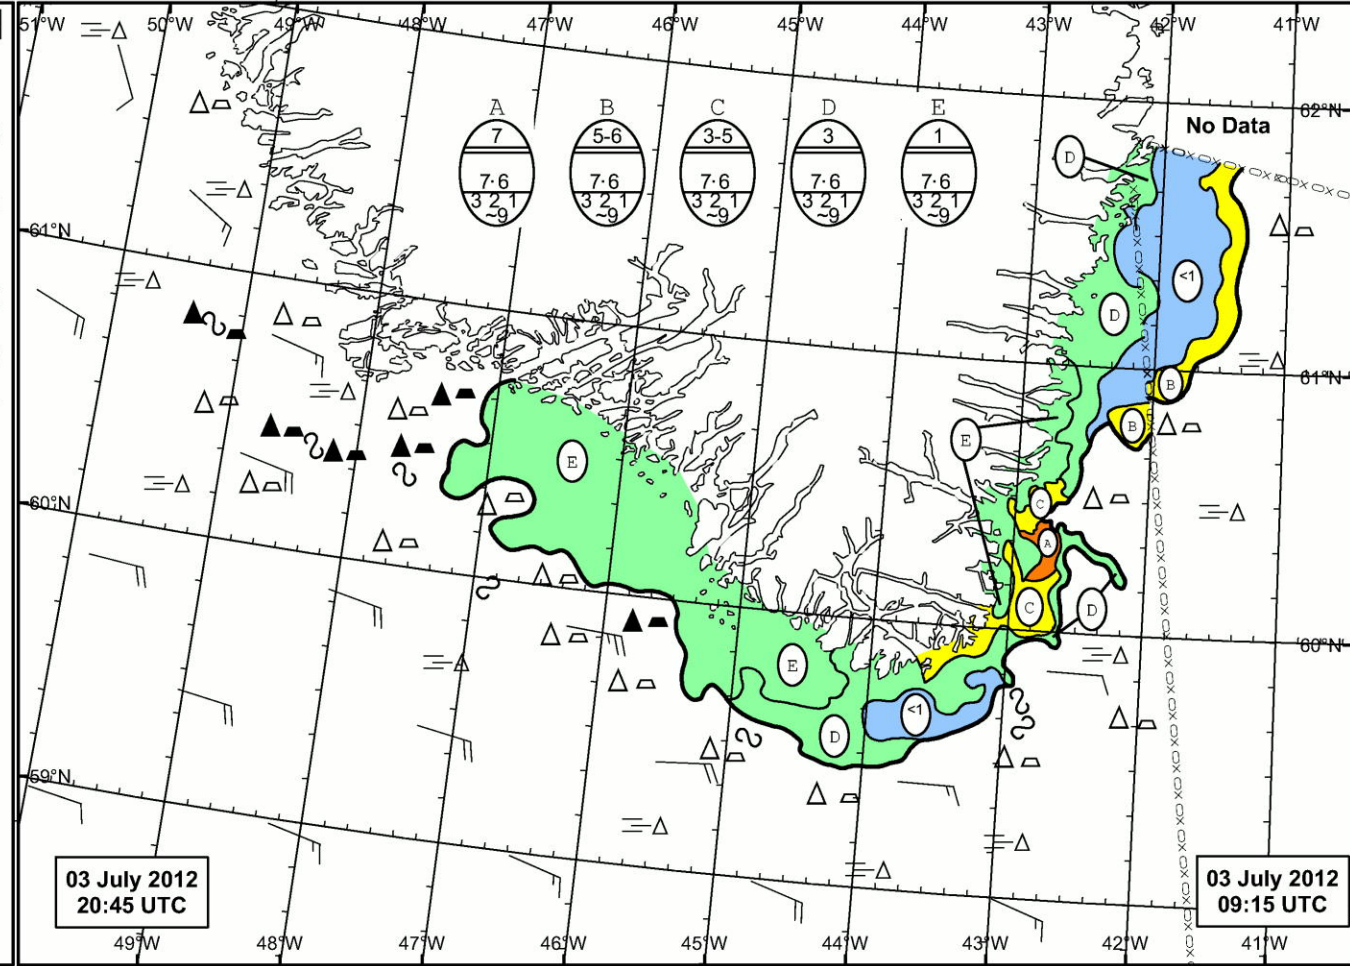 51°W 50°W 49°W 48°W 47°W 46°W 45°W 44°W 43°W 42°W 41°W
62°N
No Data
A B C D E
7 5-6 3-5 3 1
7·6 7·6 7·6 7·6 7·6
3 2 1 3 2 1 3 2 1 3 2 1 3 2 1
~9 ~9 ~9 ~9 ~9
D
61°N
<1
D
61°N
B
B
E
E
60°N
C
A
C
D
60°N
E
<1
D
59°N
03 July 2012
20:45 UTC
03 July 2012
09:15 UTC
49°W 48°W 47°W 46°W 45°W 44°W 43°W 42°W 41°W